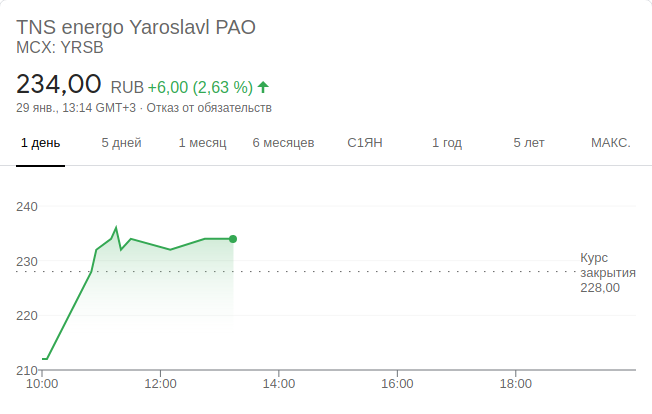 TNS energo Yaroslavl PAO
MCX: YRSB
234,00 RUB +6,00 (2,63 %)
29 янв., 13:14 GMT+3 · Отказ от обязательств
1 день 5 дней 1 месяц 6 месяцев С1ЯН 1 год 5 лет МАКС.
240
230
220
210
Курс
закрытия
228,00
10:00 12:00 14:00 16:00 18:00